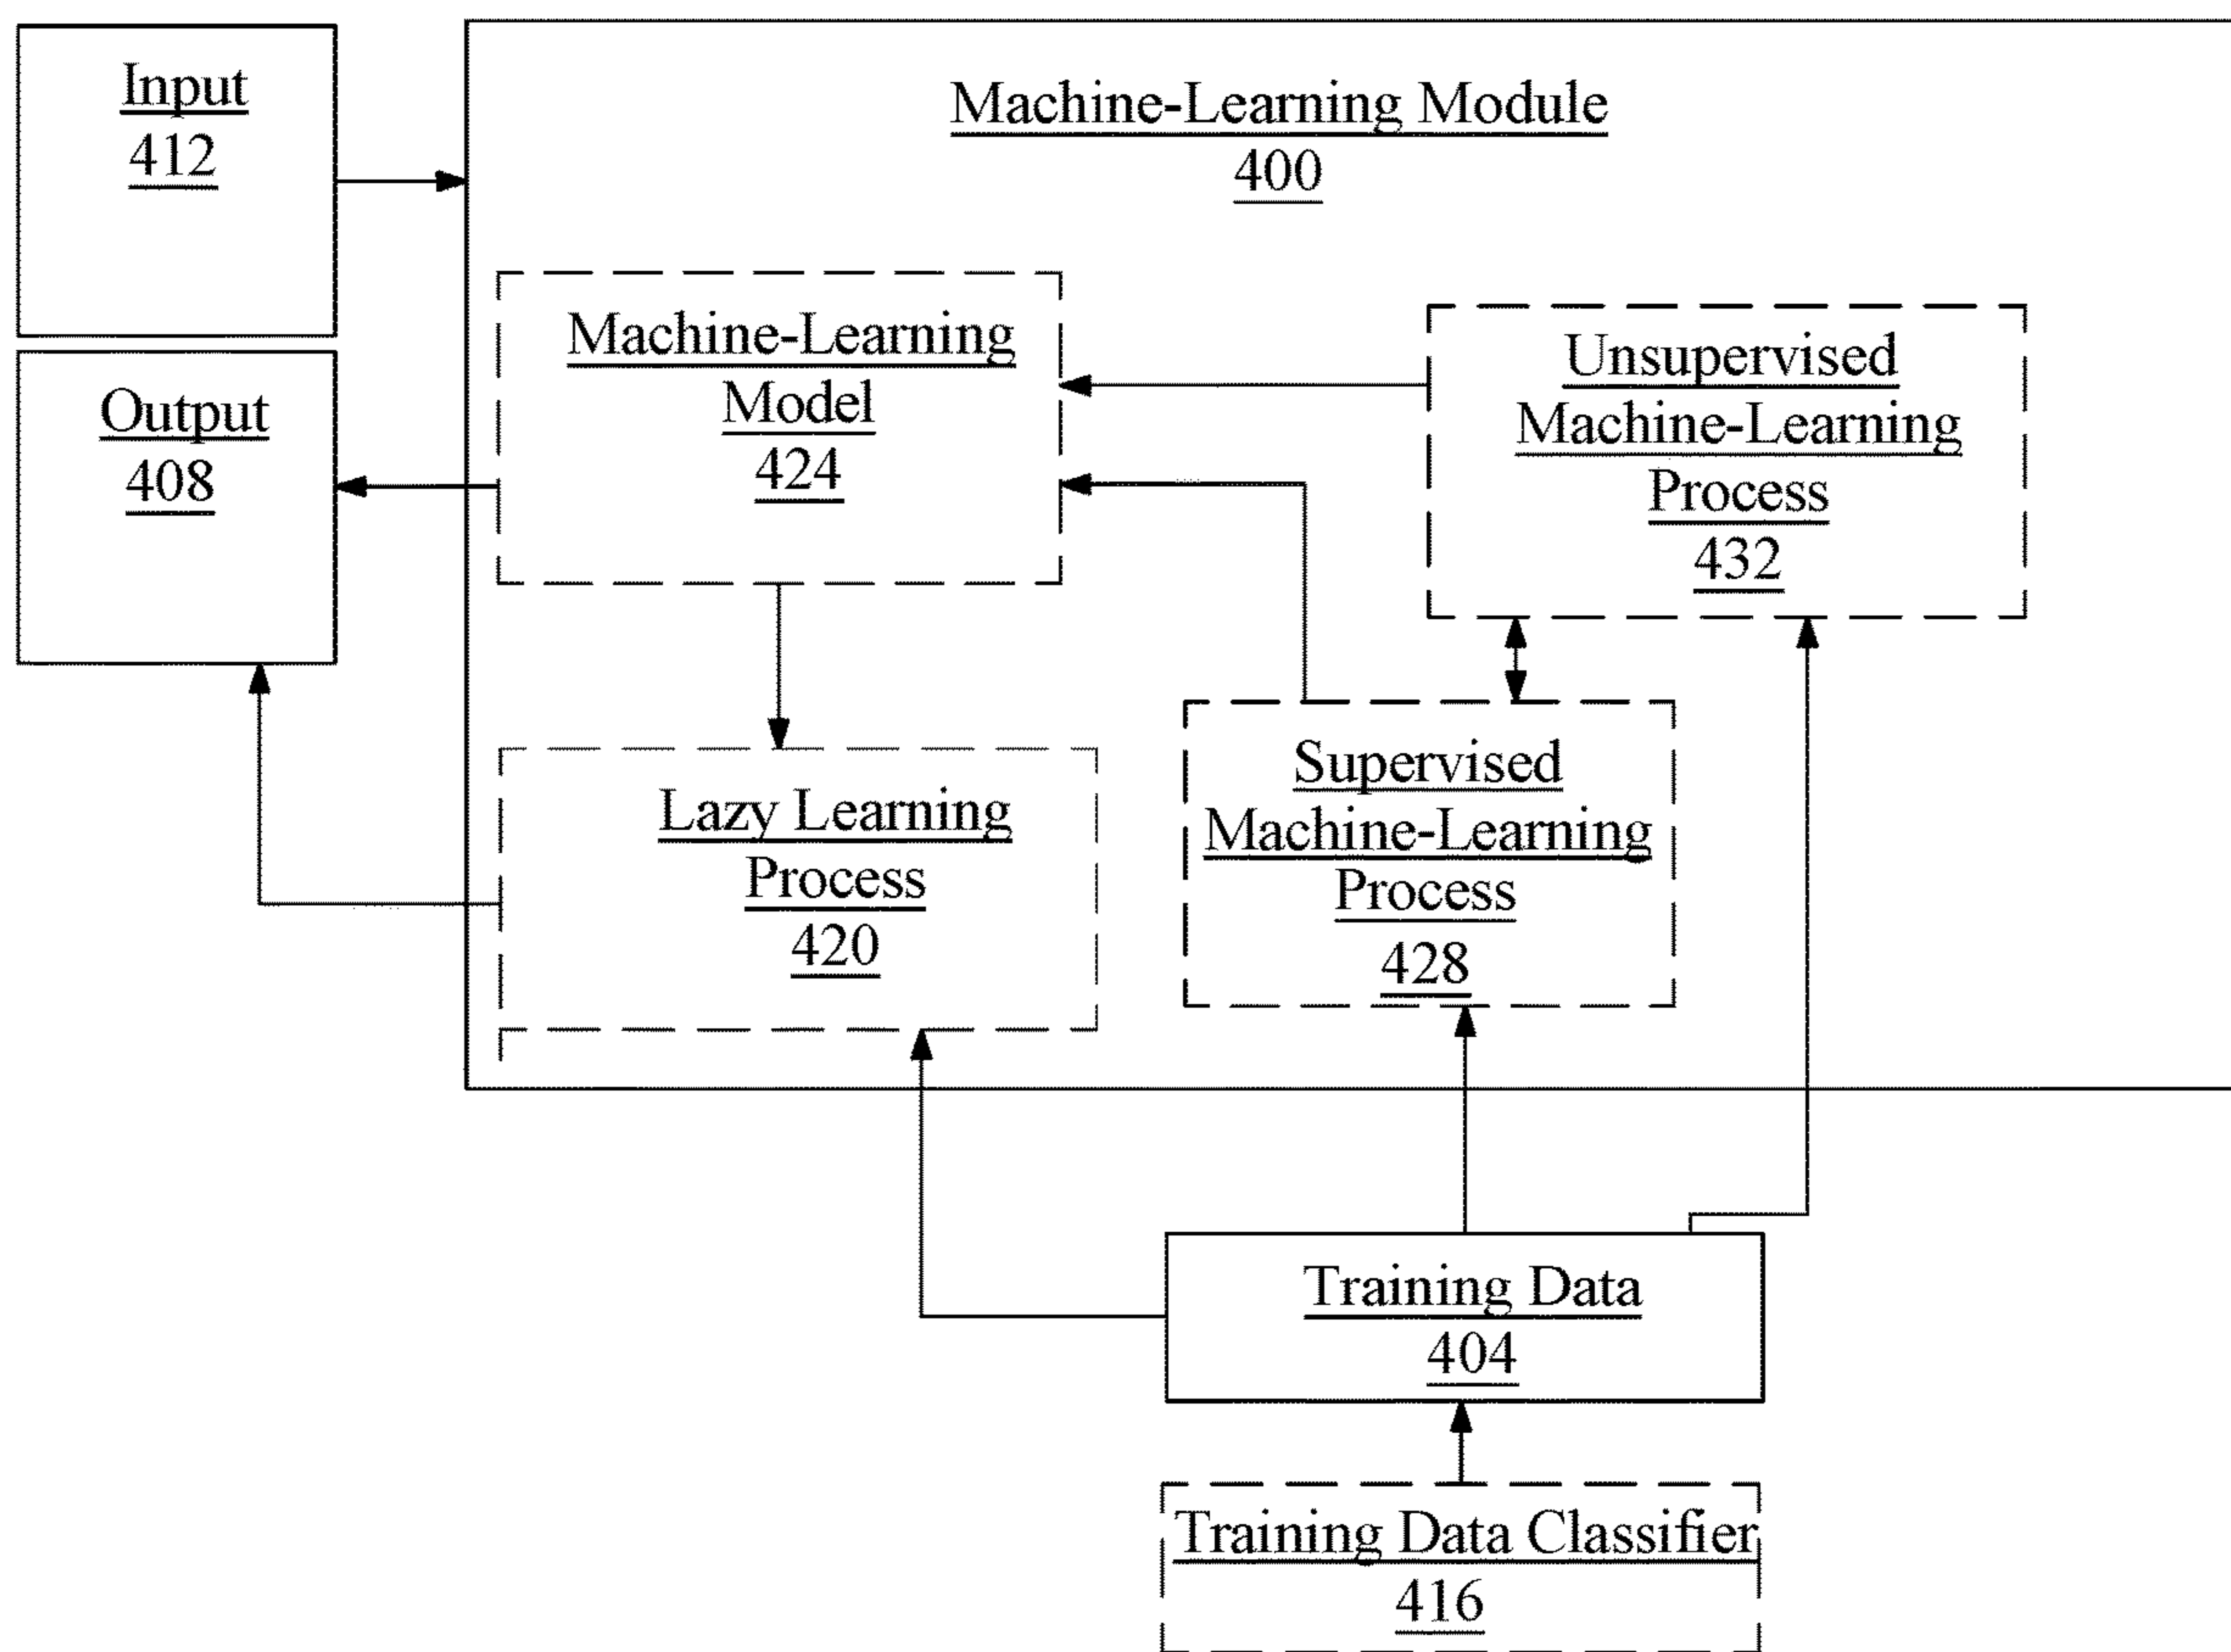 Input
412
Machine-Learning Module
400
Output
408
Machine-Learning
Model
424
Unsupervised
Machine-Learning
Process
432
Lazy Learning
Process
420
Supervised
Machine-Learning
Process
428
Training Data
404
Training Data Classifier
416